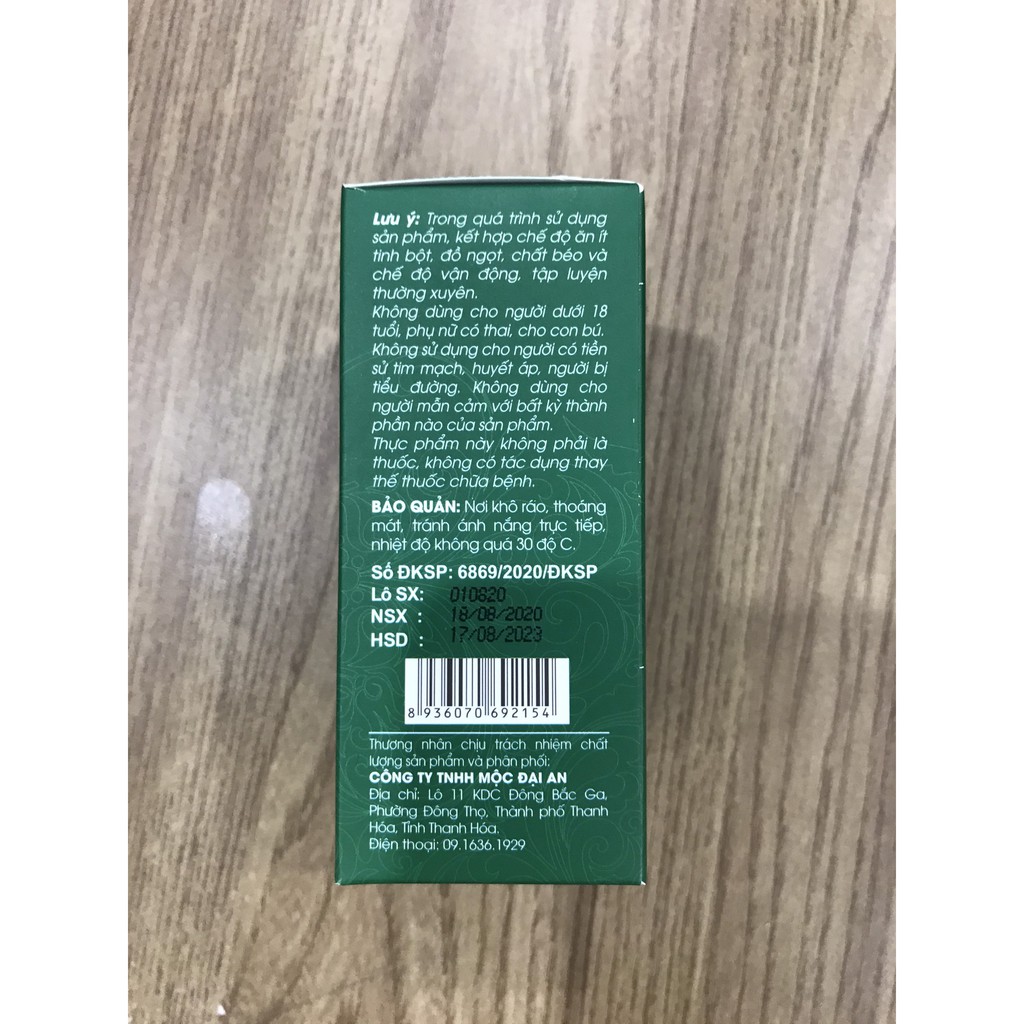 Lưu ý: Trong quá trình sử dụng
sản phẩm, kết hợp chế độ ăn ít
tinh bột, đồ ngọt, chất béo và
chế độ vận động, tập luyện
thường xuyên.
Không dùng cho người dưới 18
tuổi, phụ nữ có thai, cho con bú.
Không sử dụng cho người có tiền
sử tim mạch, huyết áp, người bị
tiểu đường. Không dùng cho
người mẫn cảm với bất kỳ thành
phần nào của sản phẩm.
Thực phẩm này không phải là
thuốc, không có tác dụng thay
thế thuốc chữa bệnh.
BẢO QUẢN: Nơi khô ráo, thoáng
mát, tránh ánh nắng trực tiếp,
nhiệt độ không quá 30 độ C.
Số ĐKSP: 6869/2020/ĐKSP
Lô SX: 010820
NSX : 18/08/2020
HSD : 17/08/2023
8 936070 692154
Thương nhân chịu trách nhiệm chất
lượng sản phẩm và phân phối:
CÔNG TY TNHH MỘC ĐẠI AN
Địa chỉ: Lô 11 KDC Đông Bắc Ga,
Phường Đông Thọ, Thành phố Thanh
Hóa, Tỉnh Thanh Hóa.
Điện thoại: 09.1636.1929